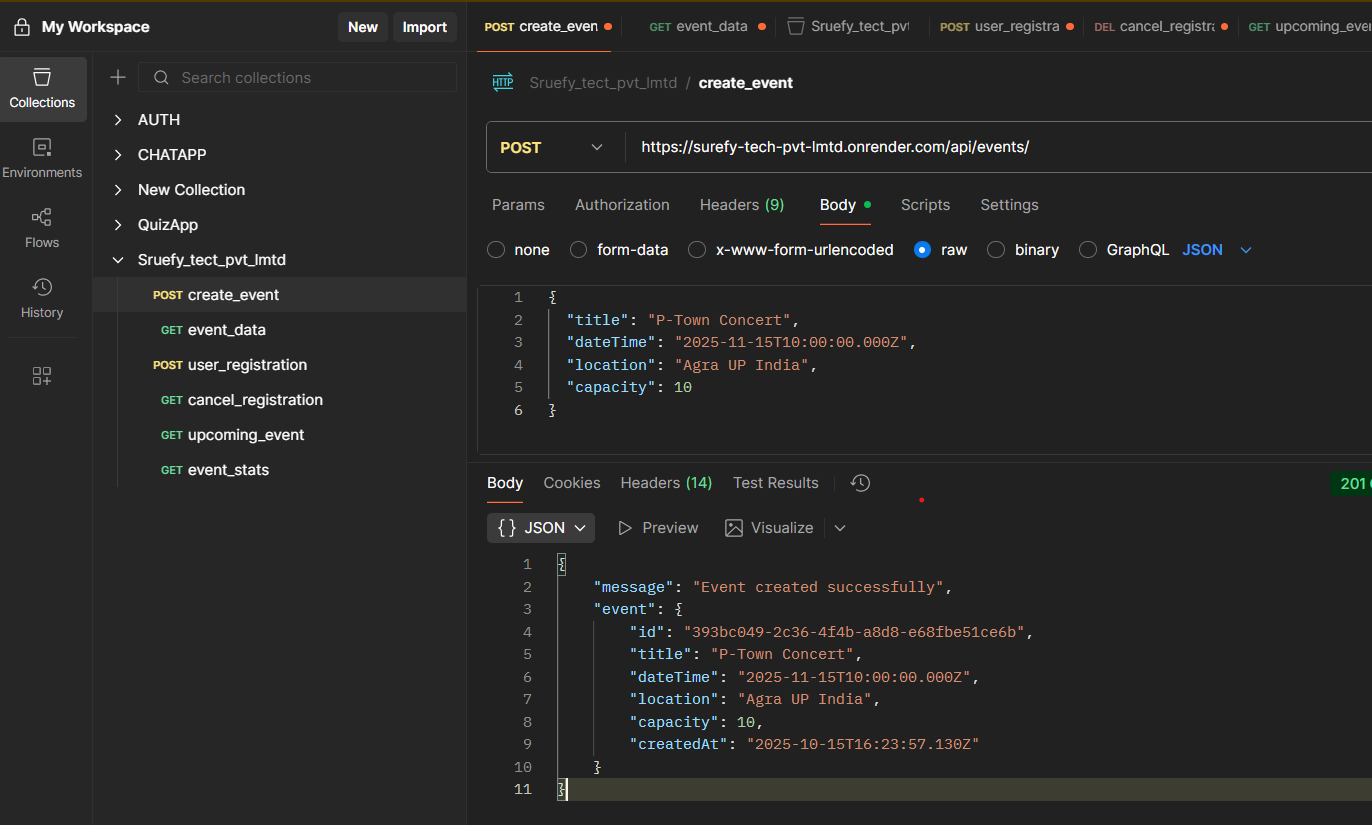 My Workspace New Import
POST create_even GET event_data Sruefy_tect_pvt POST user_registra DEL cancel_registra GET upcoming_even
Collections
Environments
Flows
History
Search collections
AUTH
CHATAPP
New Collection
QuizApp
Sruefy_tect_pvt_lmtd
POST create_event
GET event_data
POST user_registration
GET cancel_registration
GET upcoming_event
GET event_stats
HTTP Sruefy_tect_pvt_lmtd / create_event
POST https://surefy-tech-pvt-lmtd.onrender.com/api/events/
Params Authorization Headers (9) Body Scripts Settings
none form-data x-www-form-urlencoded raw binary GraphQL JSON
1 {
2 "title": "P-Town Concert",
3 "dateTime": "2025-11-15T10:00:00.000Z",
4 "location": "Agra UP India",
5 "capacity": 10
6 }
Body Cookies Headers (14) Test Results 201
{} JSON Preview Visualize
1 {
2 "message": "Event created successfully",
3 "event": {
4 "id": "393bc049-2c36-4f4b-a8d8-e68fbe51ce6b",
5 "title": "P-Town Concert",
6 "dateTime": "2025-11-15T10:00:00.000Z",
7 "location": "Agra UP India",
8 "capacity": 10,
9 "createdAt": "2025-10-15T16:23:57.130Z"
10 }
11 }